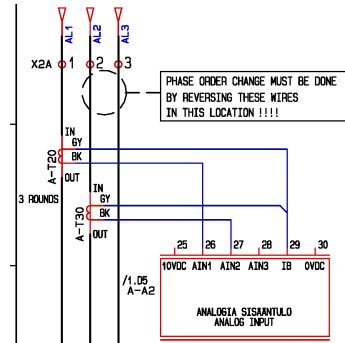 AL1 AL2 AL3
X2A 1 2 3
PHASE ORDER CHANGE MUST BE DONE
BY REVERSING THESE WIRES
IN THIS LOCATION !!!!
IN
GY
BK
OUT
A-T20
3 ROUNDS
IN
GY
BK
OUT
A-T30
25 26 27 28 29 30
10VDC AIN1 AIN2 AIN3 IB 0VDC
/1.05
A-A2
ANALOGIA SISÄÄNTULO
ANALOG INPUT